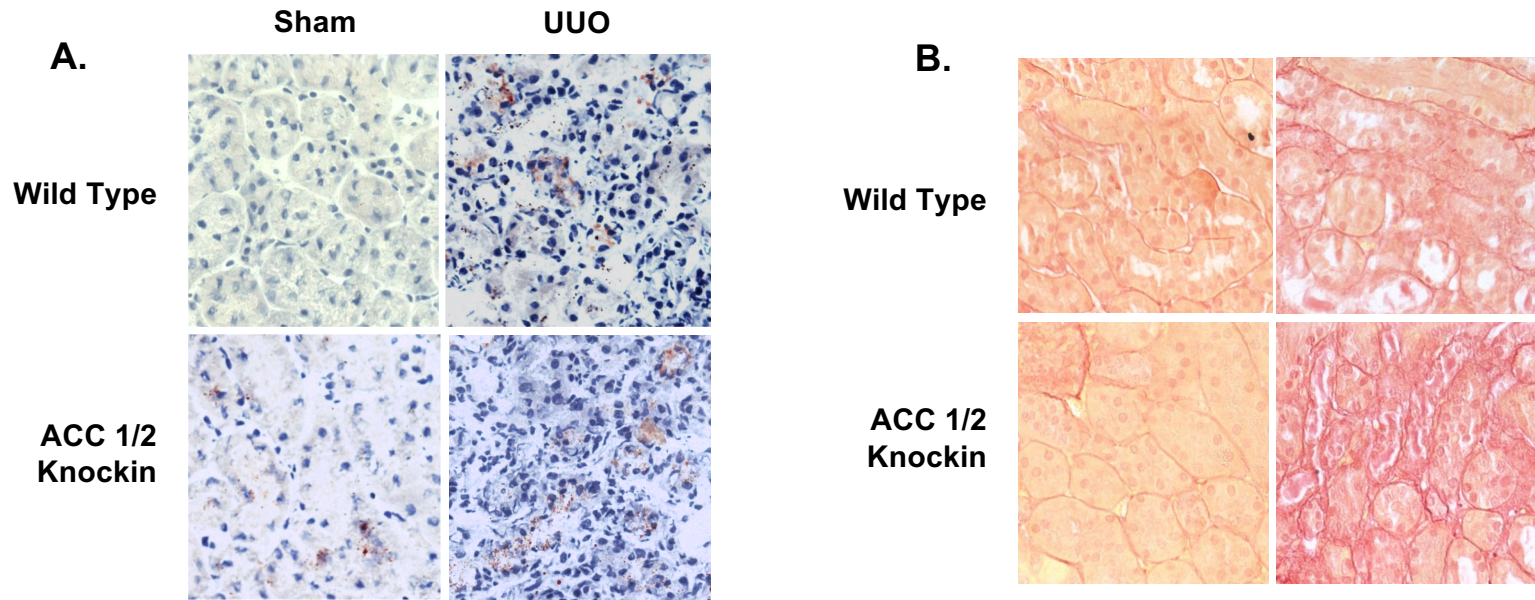 Sham
UUO
A.
B.
Wild Type
Wild Type
ACC 1/2
Knockin
ACC 1/2
Knockin